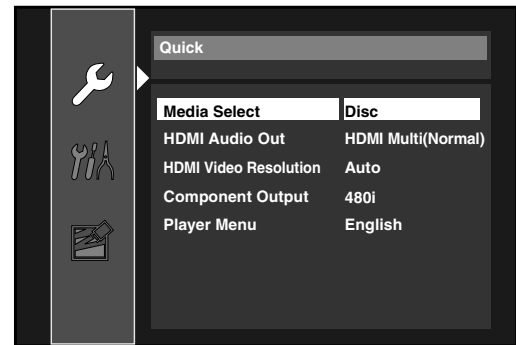 Quick
Media Select Disc
HDMI Audio Out HDMI Multi(Normal)
HDMI Video Resolution Auto
Component Output 480i
Player Menu English